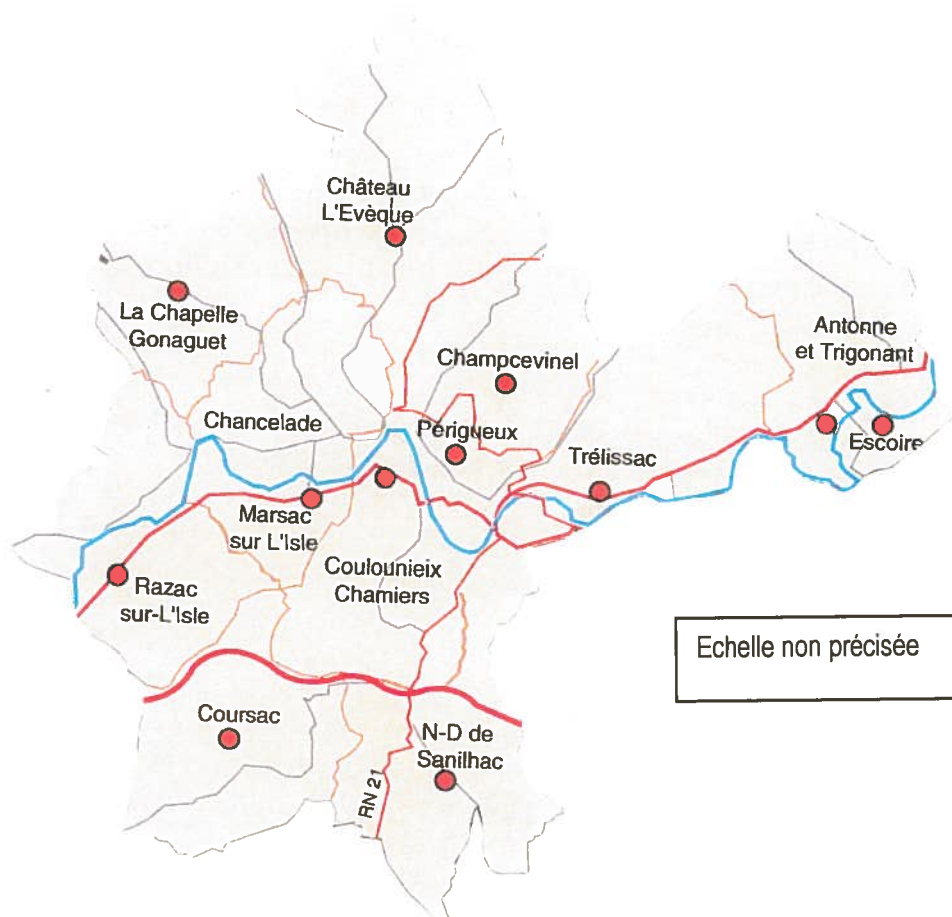 Château
L'Evèque
La Chapelle
Gonaguet
Antonne
et Trigonant
Champcevinel
Chancelade
Périgueux
Escoire
Trélissac
Marsac
sur L'Isle
Coulounieix
Chamiers
Razac
sur-L'Isle
Echelle non précisée
Coursac
N-D de
Sanilhac
RN 21